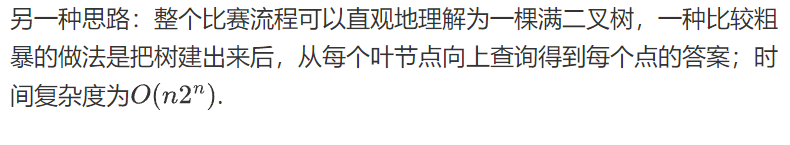 另一种思路：整个比赛流程可以直观地理解为一棵满二叉树，一种比较粗
暴的做法是把树建出来后，从每个叶节点向上查询得到每个点的答案；时
间复杂度为O(n2ⁿ).